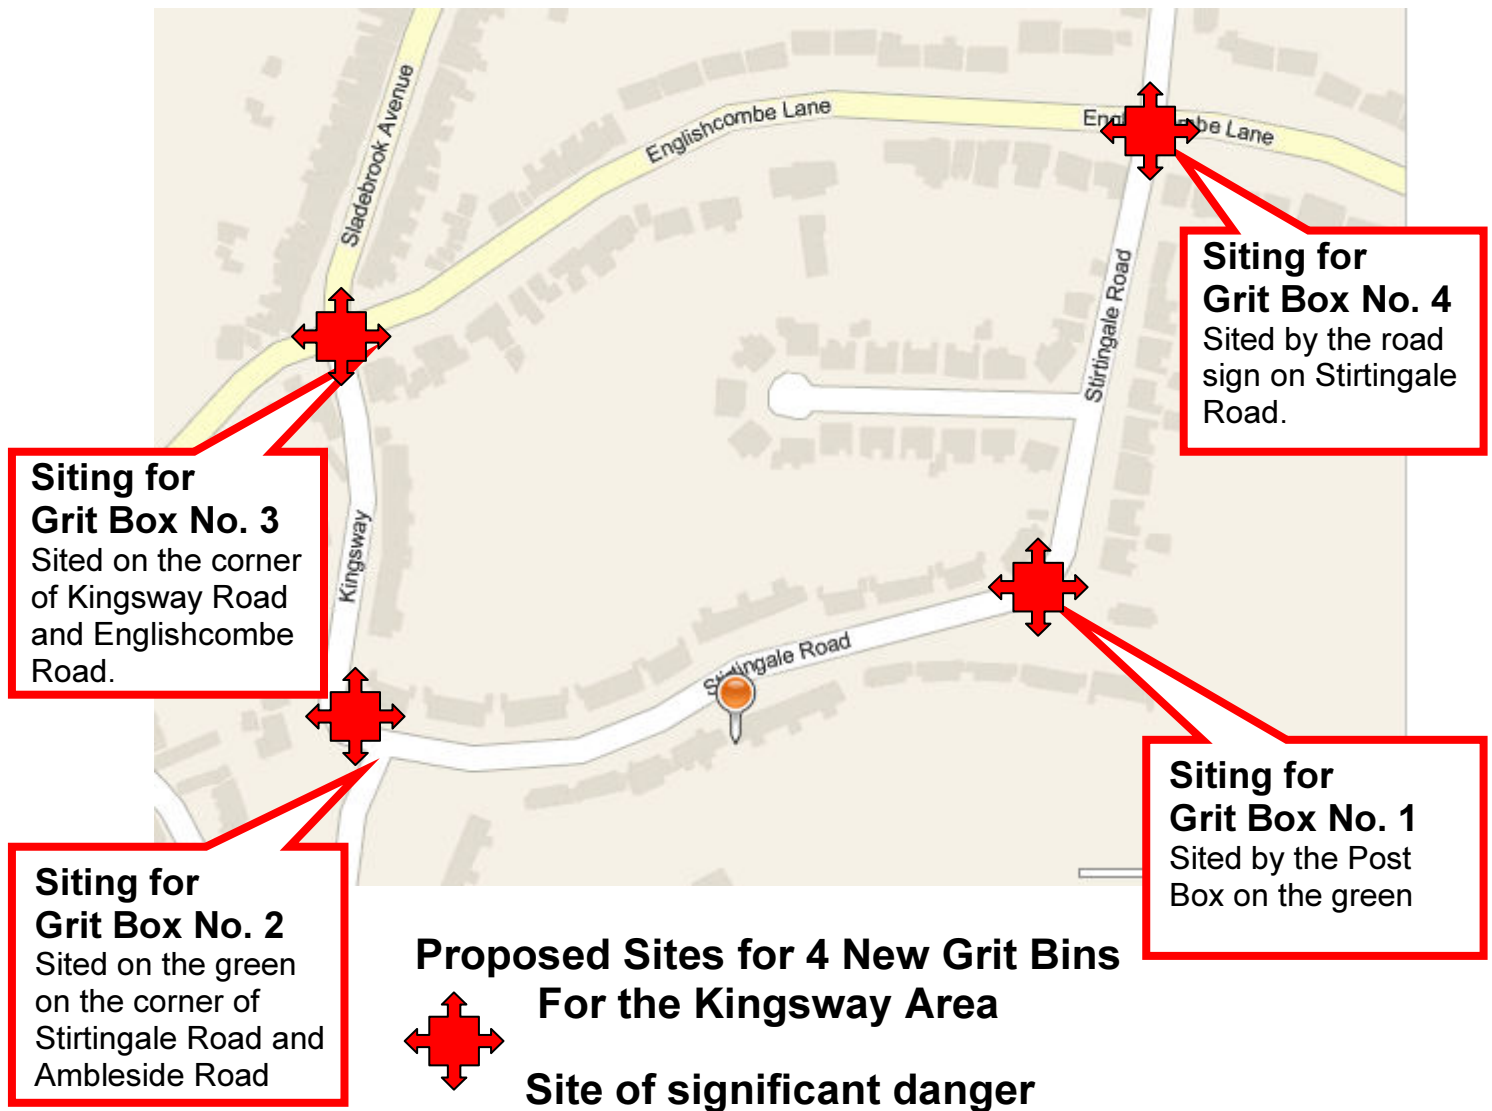 Sladebrook Avenue
Englishcombe Lane
be Lane
Stirtingale Road
Kingsway
Stirtingale Road
Siting for
Grit Box No. 4
Sited by the road
sign on Stirtingale
Road.
Siting for
Grit Box No. 3
Sited on the corner
of Kingsway Road
and Englishcombe
Road.
Siting for
Grit Box No. 1
Sited by the Post
Box on the green
Siting for
Grit Box No. 2
Sited on the green
on the corner of
Stirtingale Road and
Ambleside Road
Proposed Sites for 4 New Grit Bins
For the Kingsway Area
Site of significant danger